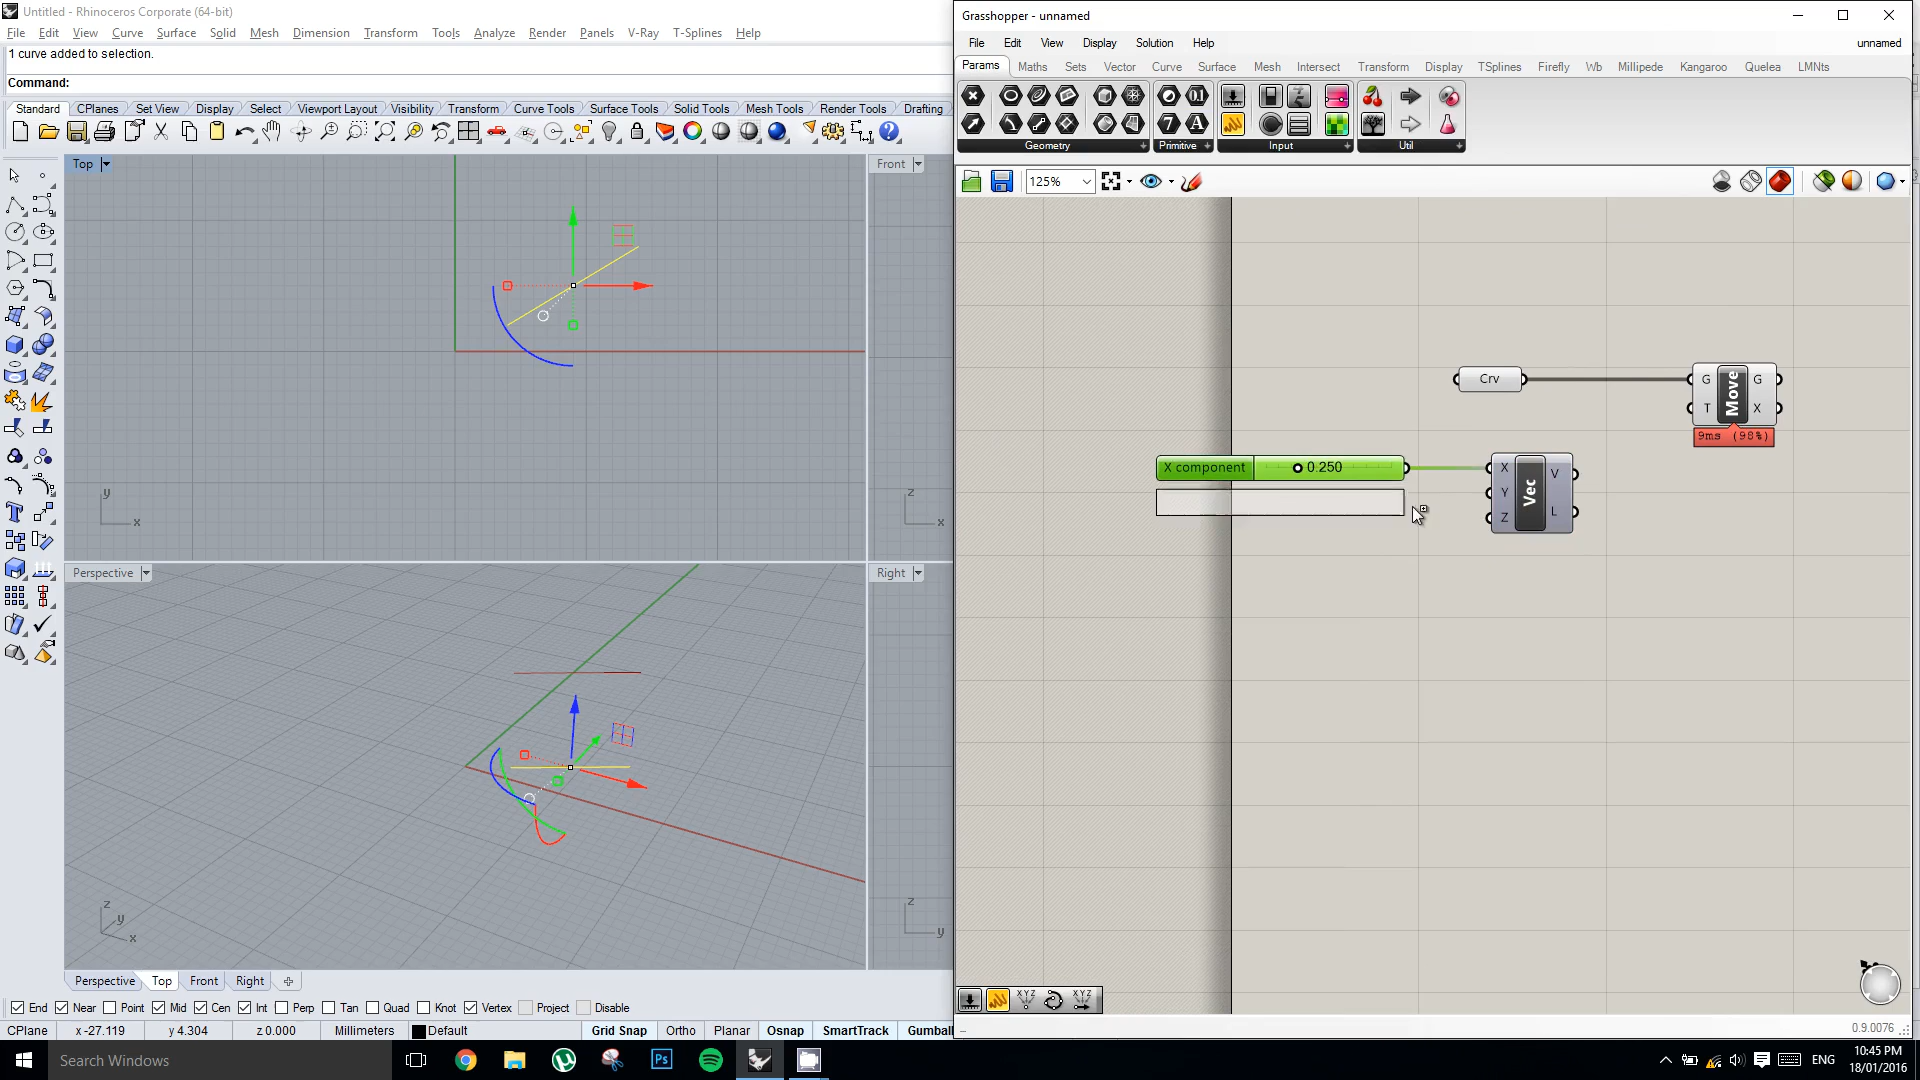 Untitled - Rhinoceros Corporate (64-bit)
File Edit View Curve Surface Solid Mesh Dimension Transform Tools Analyze Render Panels V-Ray T-Splines Help
1 curve added to selection.
Command:
Standard CPlanes Set View Display Select Viewport Layout Visibility Transform Curve Tools Surface Tools Solid Tools Mesh Tools Render Tools Drafting
Top
Front
y
x
z
x
Perspective
Right
z
y
x
z
y
Perspective Top Front Right
End Near Point Mid Cen Int Perp Tan Quad Knot Vertex Project Disable
CPlane x -27.119 y 4.304 z 0.000 Millimeters Default Grid Snap Ortho Planar Osnap SmartTrack Gumball
Grasshopper - unnamed
File Edit View Display Solution Help unnamed
Params Maths Sets Vector Curve Surface Mesh Intersect Transform Display TSplines Firefly Wb Millipede Kangaroo Quelea LMNts
Geometry Primitive Input Util
125%
Crv
G Move G
T X
9ms (98%)
X component 0.250
X Vec V
Y
Z L
XYZ XYZ
0.9.0076
Search Windows
Ps
ENG
10:45 PM
18/01/2016